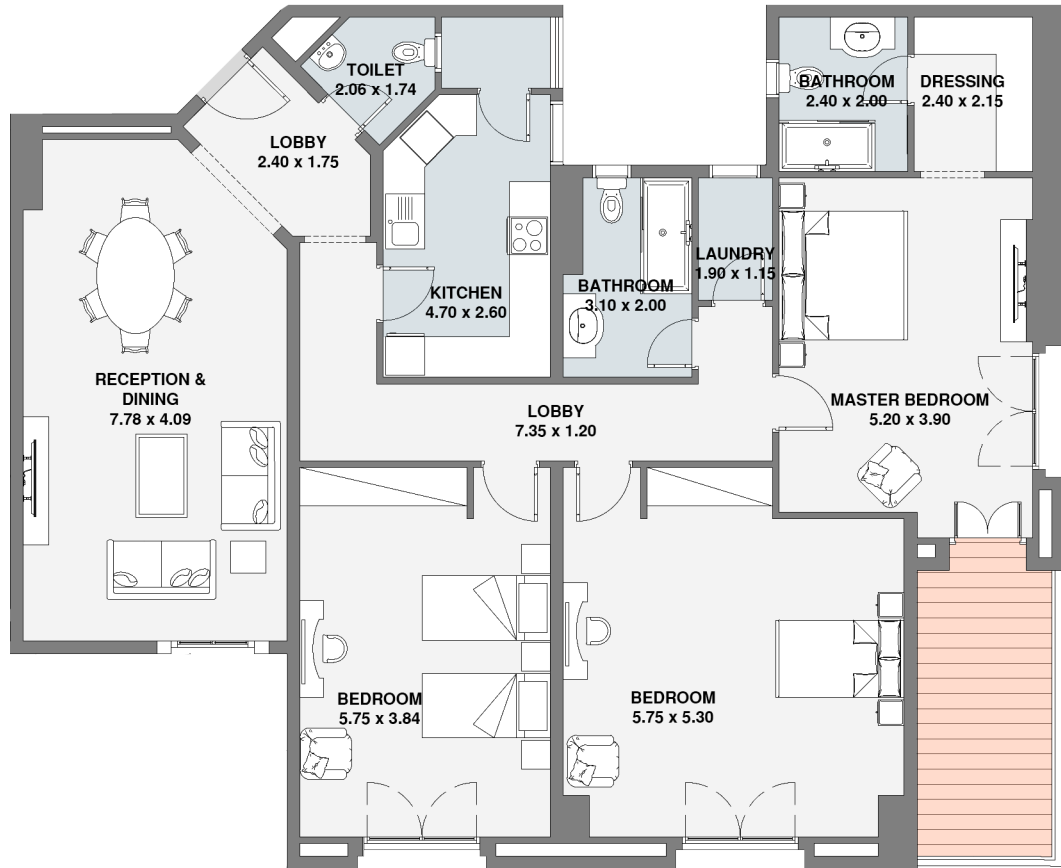 TOILET
2.06 x 1.74
LOBBY
2.40 x 1.75
BATHROOM
2.40 x 2.00
DRESSING
2.40 x 2.15
KITCHEN
4.70 x 2.60
BATHROOM
3.10 x 2.00
LAUNDRY
1.90 x 1.15
RECEPTION &
DINING
7.78 x 4.09
LOBBY
7.35 x 1.20
MASTER BEDROOM
5.20 x 3.90
BEDROOM
5.75 x 3.84
BEDROOM
5.75 x 5.30